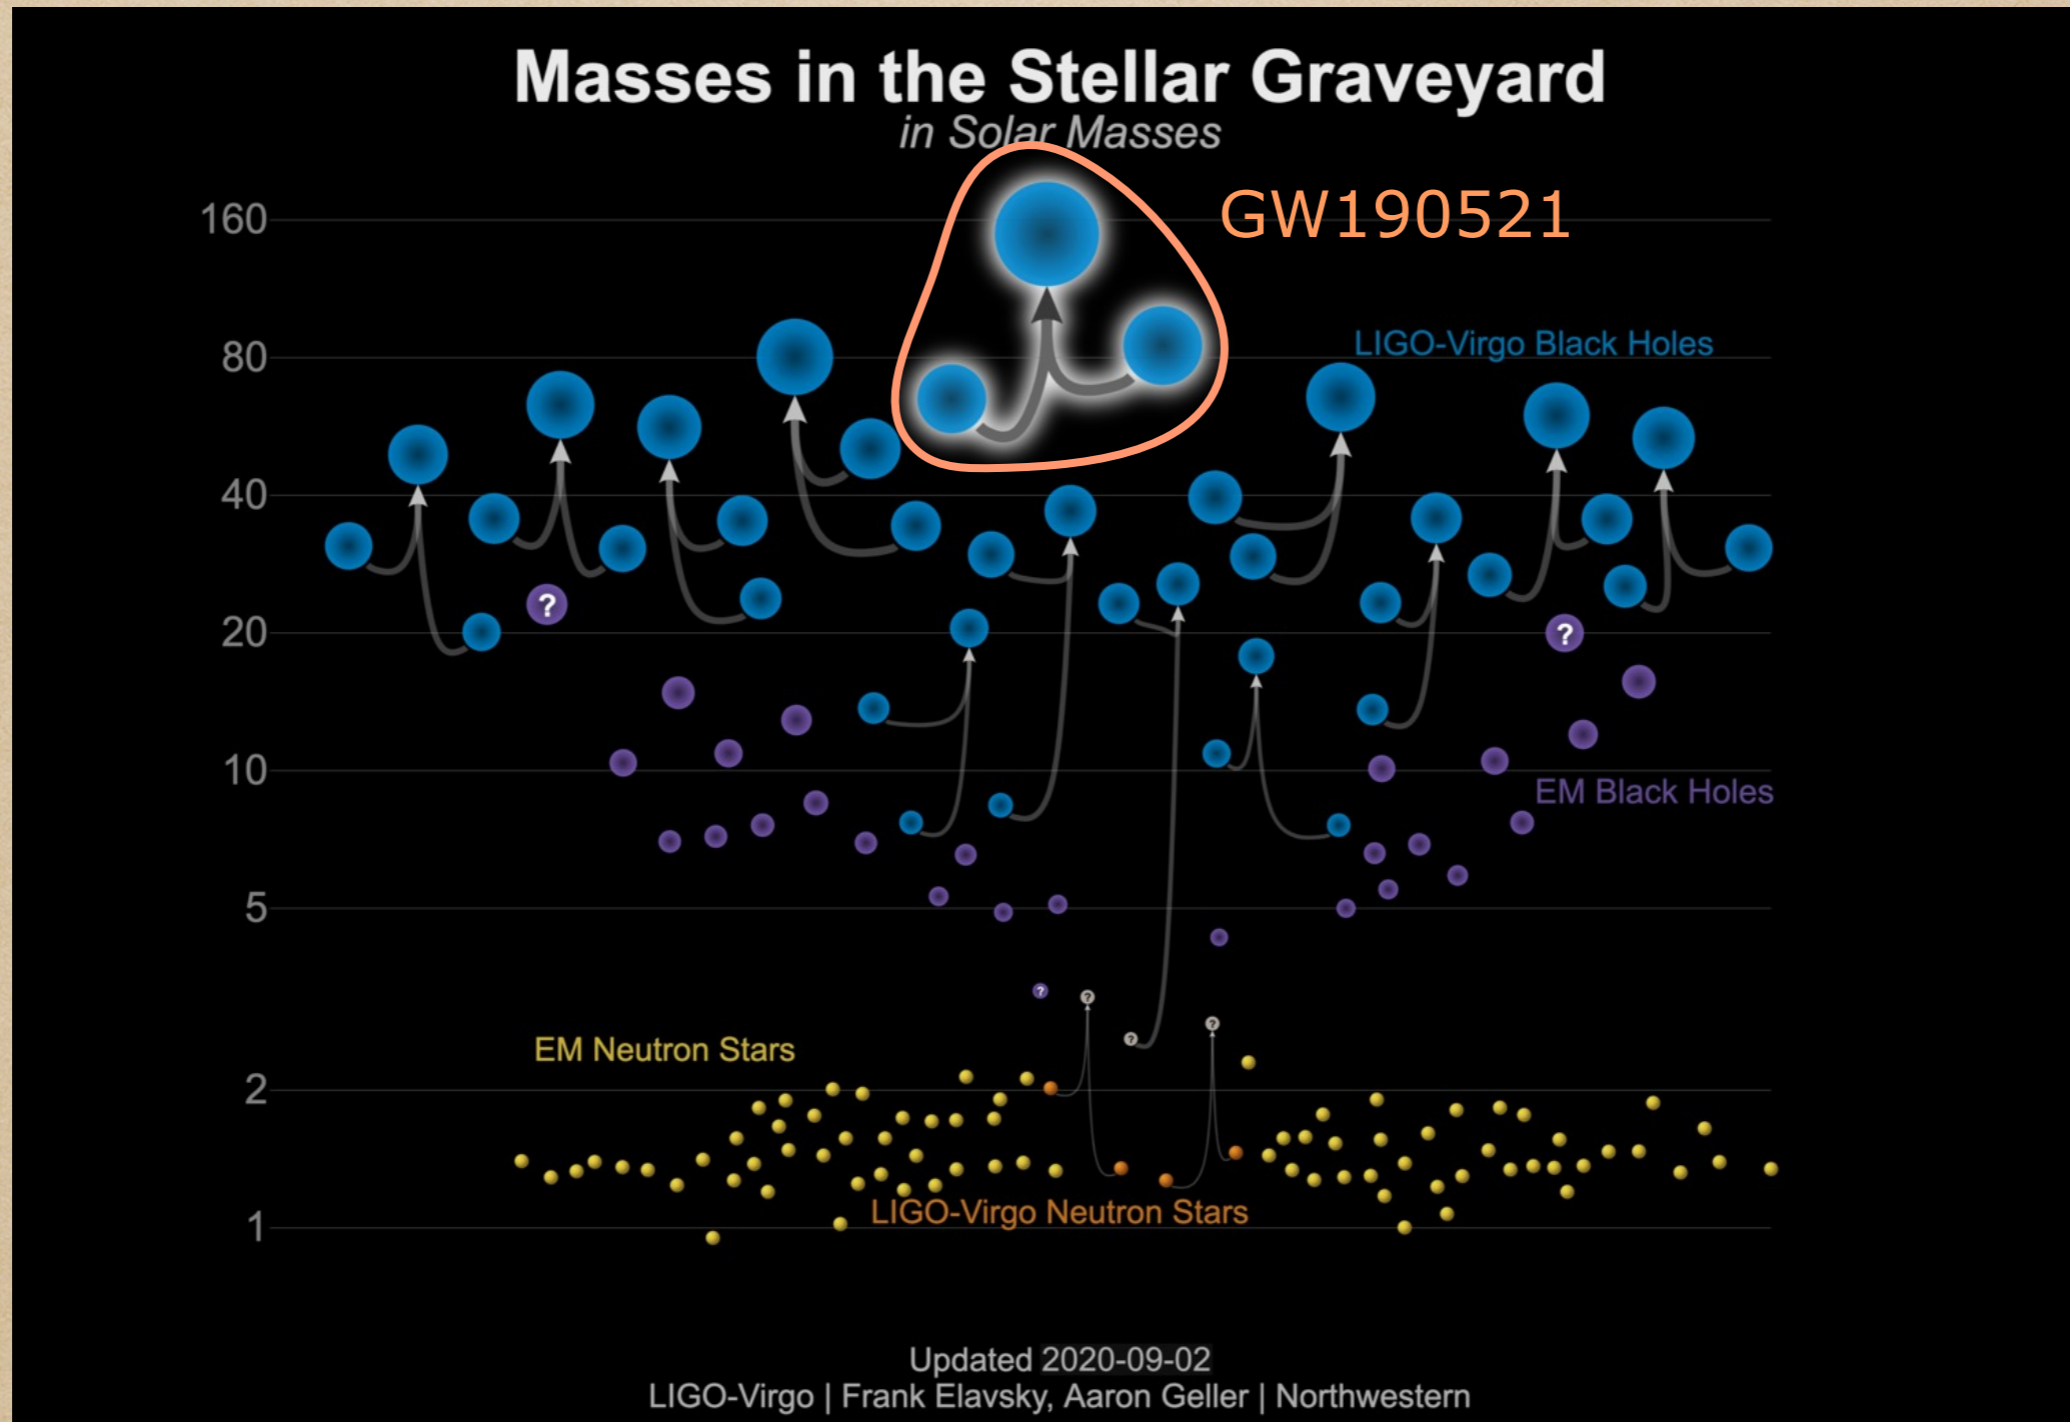 Masses in the Stellar Graveyard
in Solar Masses
GW190521
160
LIGO-Virgo Black Holes
80
40
?
20
?
10
EM Black Holes
5
?
?
?
?
EM Neutron Stars
2
LIGO-Virgo Neutron Stars
1
Updated 2020-09-02
LIGO-Virgo | Frank Elavsky, Aaron Geller | Northwestern